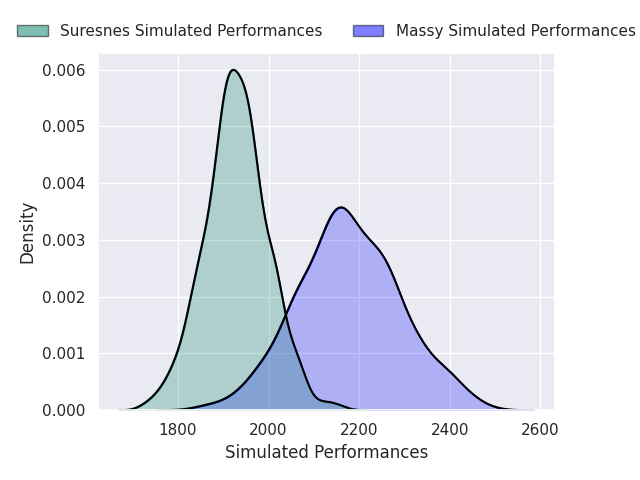 Suresnes Simulated Performances Massy Simulated Performances
0.006
0.005
0.004
0.003
0.002
0.001
0.000
Density
1800 2000 2200 2400 2600
Simulated Performances